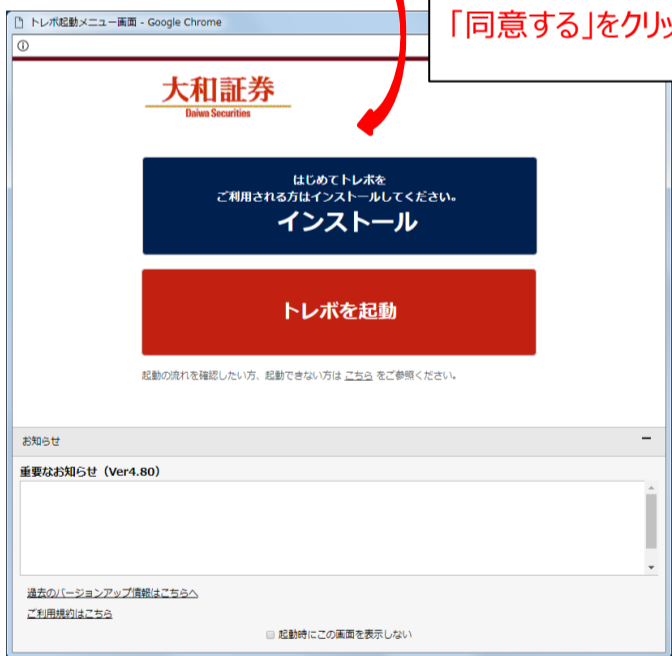 トレボ起動メニュー画面 - Google Chrome
「同意する」をクリッ
大和証券
Daiwa Securities
はじめてトレボを
ご利用される方はインストールしてください。
インストール
トレボを起動
起動の流れを確認したい方、起動できない方は こちら をご参照ください。
お知らせ
重要なお知らせ（Ver4.80）
過去のバージョンアップ情報はこちらへ
ご利用規約はこちら
起動時にこの画面を表示しない